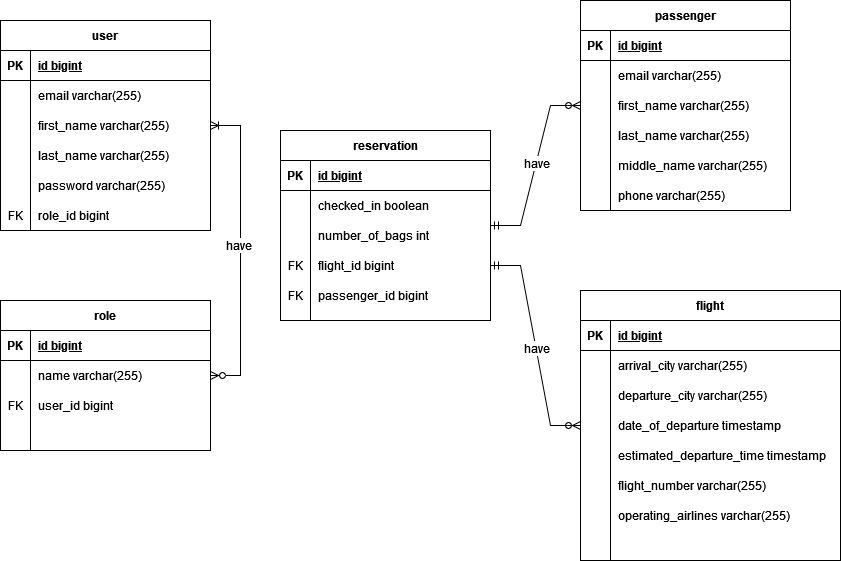 user
PK id bigint
email varchar(255)
first_name varchar(255)
last_name varchar(255)
password varchar(255)
FK role_id bigint
have
role
PK id bigint
name varchar(255)
FK user_id bigint
reservation
PK id bigint
checked_in boolean
number_of_bags int
FK flight_id bigint
FK passenger_id bigint
have
have
passenger
PK id bigint
email varchar(255)
first_name varchar(255)
last_name varchar(255)
middle_name varchar(255)
phone varchar(255)
flight
PK id bigint
arrival_city varchar(255)
departure_city varchar(255)
date_of_departure timestamp
estimated_departure_time timestamp
flight_number varchar(255)
operating_airlines varchar(255)